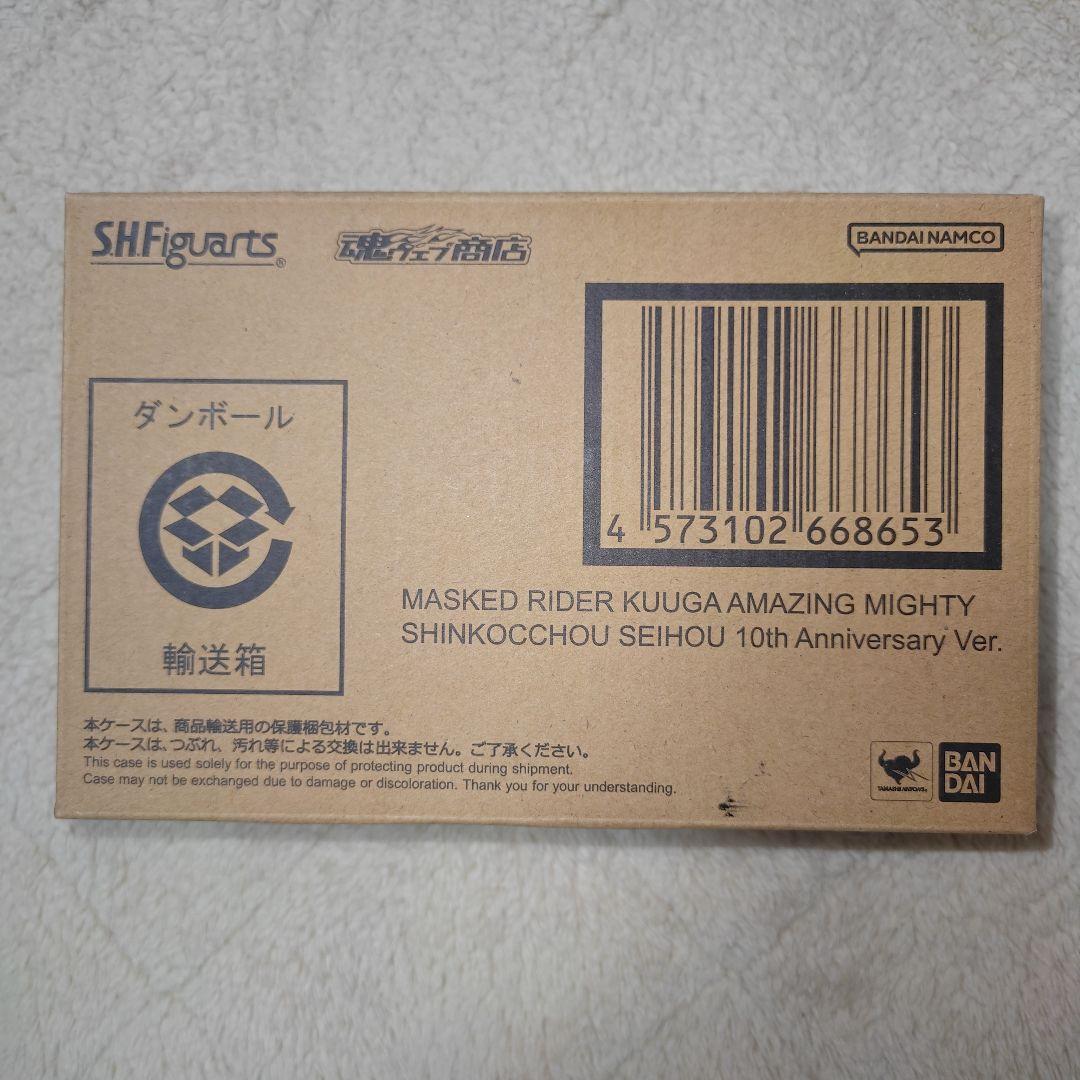 S.H.Figuarts®
魂ウェブ商店
BANDAI NAMCO
ダンボール
輸送箱
4 573102 668653
MASKED RIDER KUUGA AMAZING MIGHTY
SHINKOCCHOU SEIHOU 10th Anniversary Ver.
本ケースは、商品輸送用の保護梱包材です。
本ケースは、つぶれ、汚れ等による交換は出来ません。ご了承ください。
This case is used solely for the purpose of protecting product during shipment.
Case may not be exchanged due to damage or discoloration. Thank you for your understanding.
TAMASHII NATIONS®
BAN
DAI